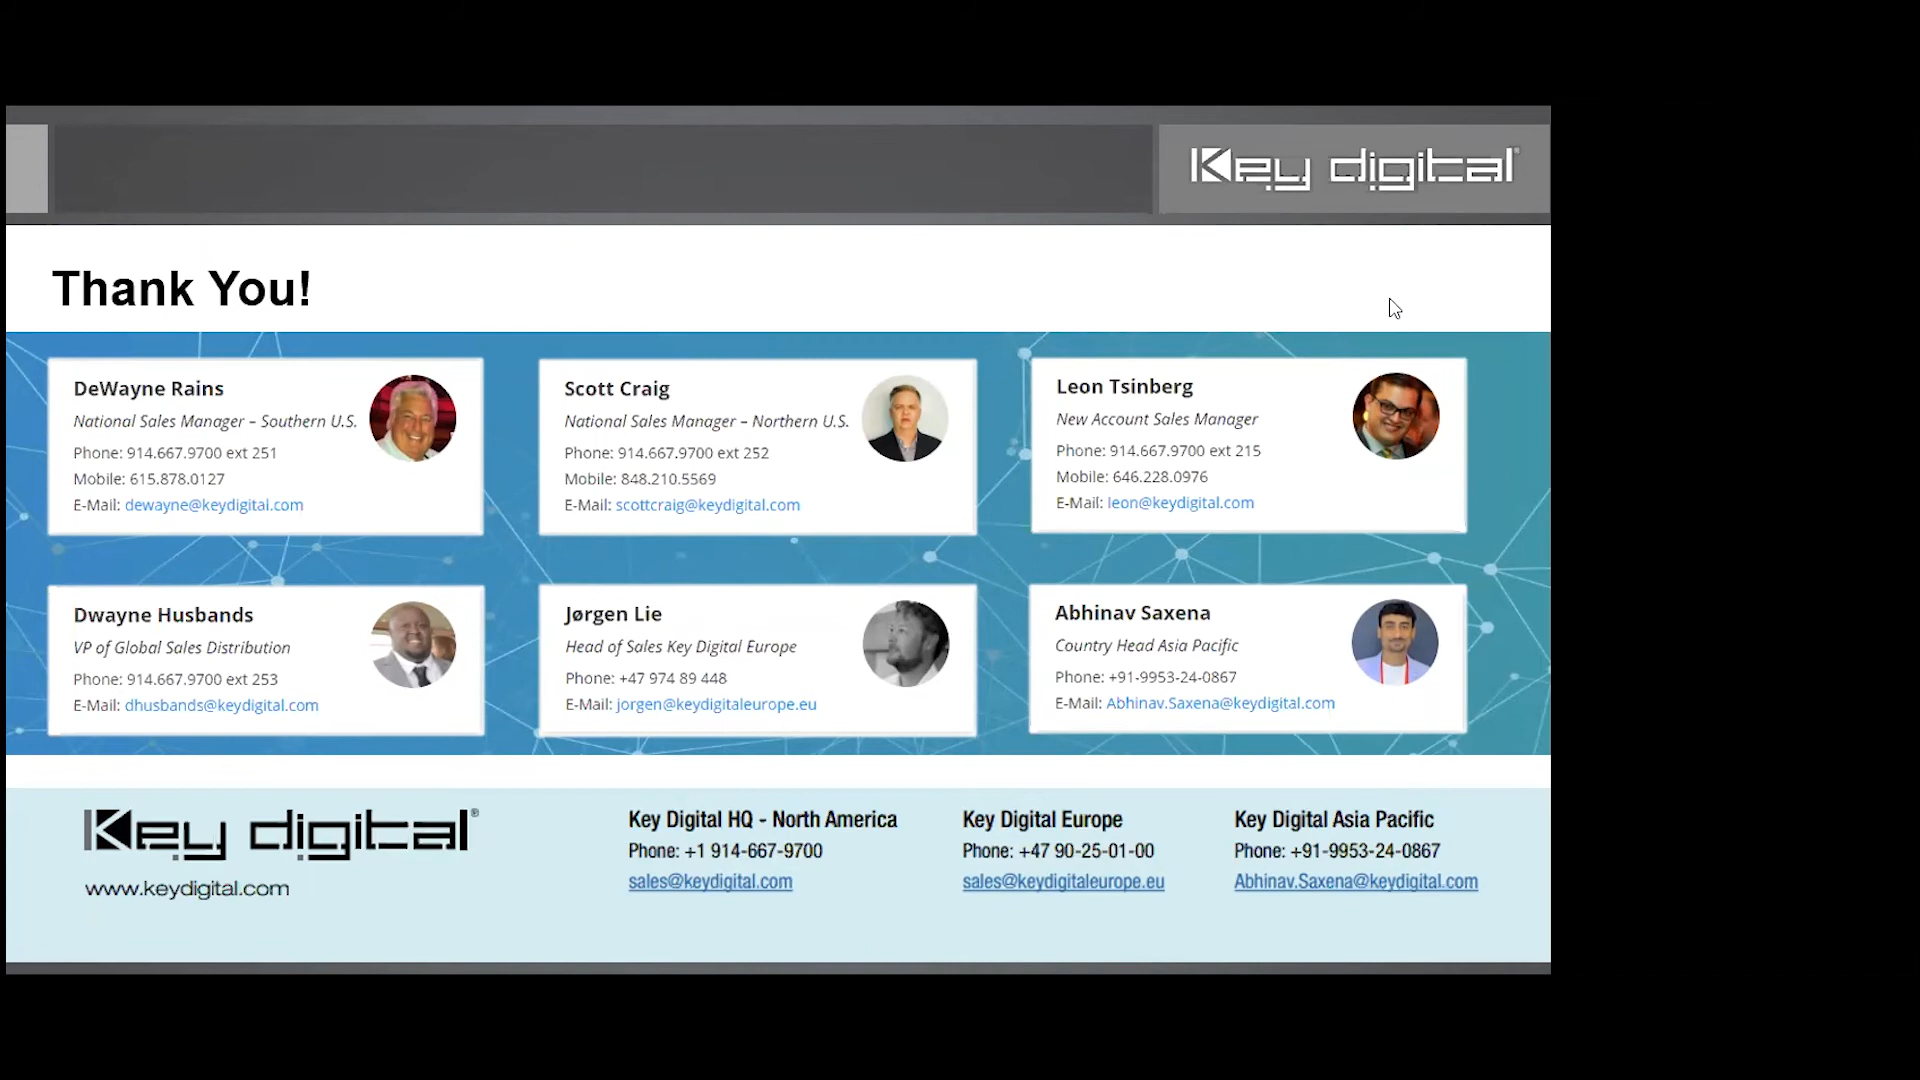 Key digital®
Thank You!
DeWayne Rains
National Sales Manager – Southern U.S.
Phone: 914.667.9700 ext 251
Mobile: 615.878.0127
E-Mail: dewayne@keydigital.com
Scott Craig
National Sales Manager – Northern U.S.
Phone: 914.667.9700 ext 252
Mobile: 848.210.5569
E-Mail: scottcraig@keydigital.com
Leon Tsinberg
New Account Sales Manager
Phone: 914.667.9700 ext 215
Mobile: 646.228.0976
E-Mail: leon@keydigital.com
Dwayne Husbands
VP of Global Sales Distribution
Phone: 914.667.9700 ext 253
E-Mail: dhusbands@keydigital.com
Jørgen Lie
Head of Sales Key Digital Europe
Phone: +47 974 89 448
E-Mail: jorgen@keydigitaleurope.eu
Abhinav Saxena
Country Head Asia Pacific
Phone: +91-9953-24-0867
E-Mail: Abhinav.Saxena@keydigital.com
Key digital®
www.keydigital.com
Key Digital HQ - North America
Phone: +1 914-667-9700
sales@keydigital.com
Key Digital Europe
Phone: +47 90-25-01-00
sales@keydigitaleurope.eu
Key Digital Asia Pacific
Phone: +91-9953-24-0867
Abhinav.Saxena@keydigital.com